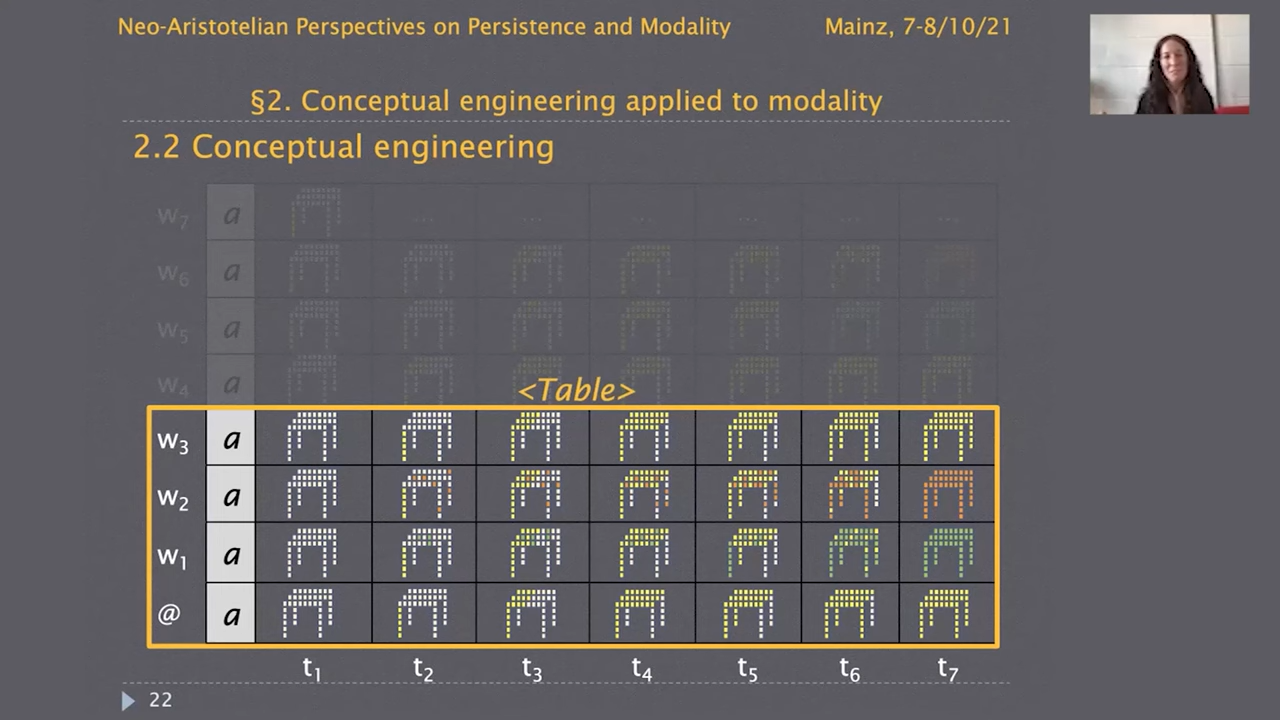 Neo-Aristotelian Perspectives on Persistence and Modality Mainz, 7-8/10/21
§2. Conceptual engineering applied to modality
2.2 Conceptual engineering
w7 a ... ... ... ... ... ...
w6 a
w5 a
w4 a
<Table>
w3 a
w2 a
w1 a
@ a
t1 t2 t3 t4 t5 t6 t7
22